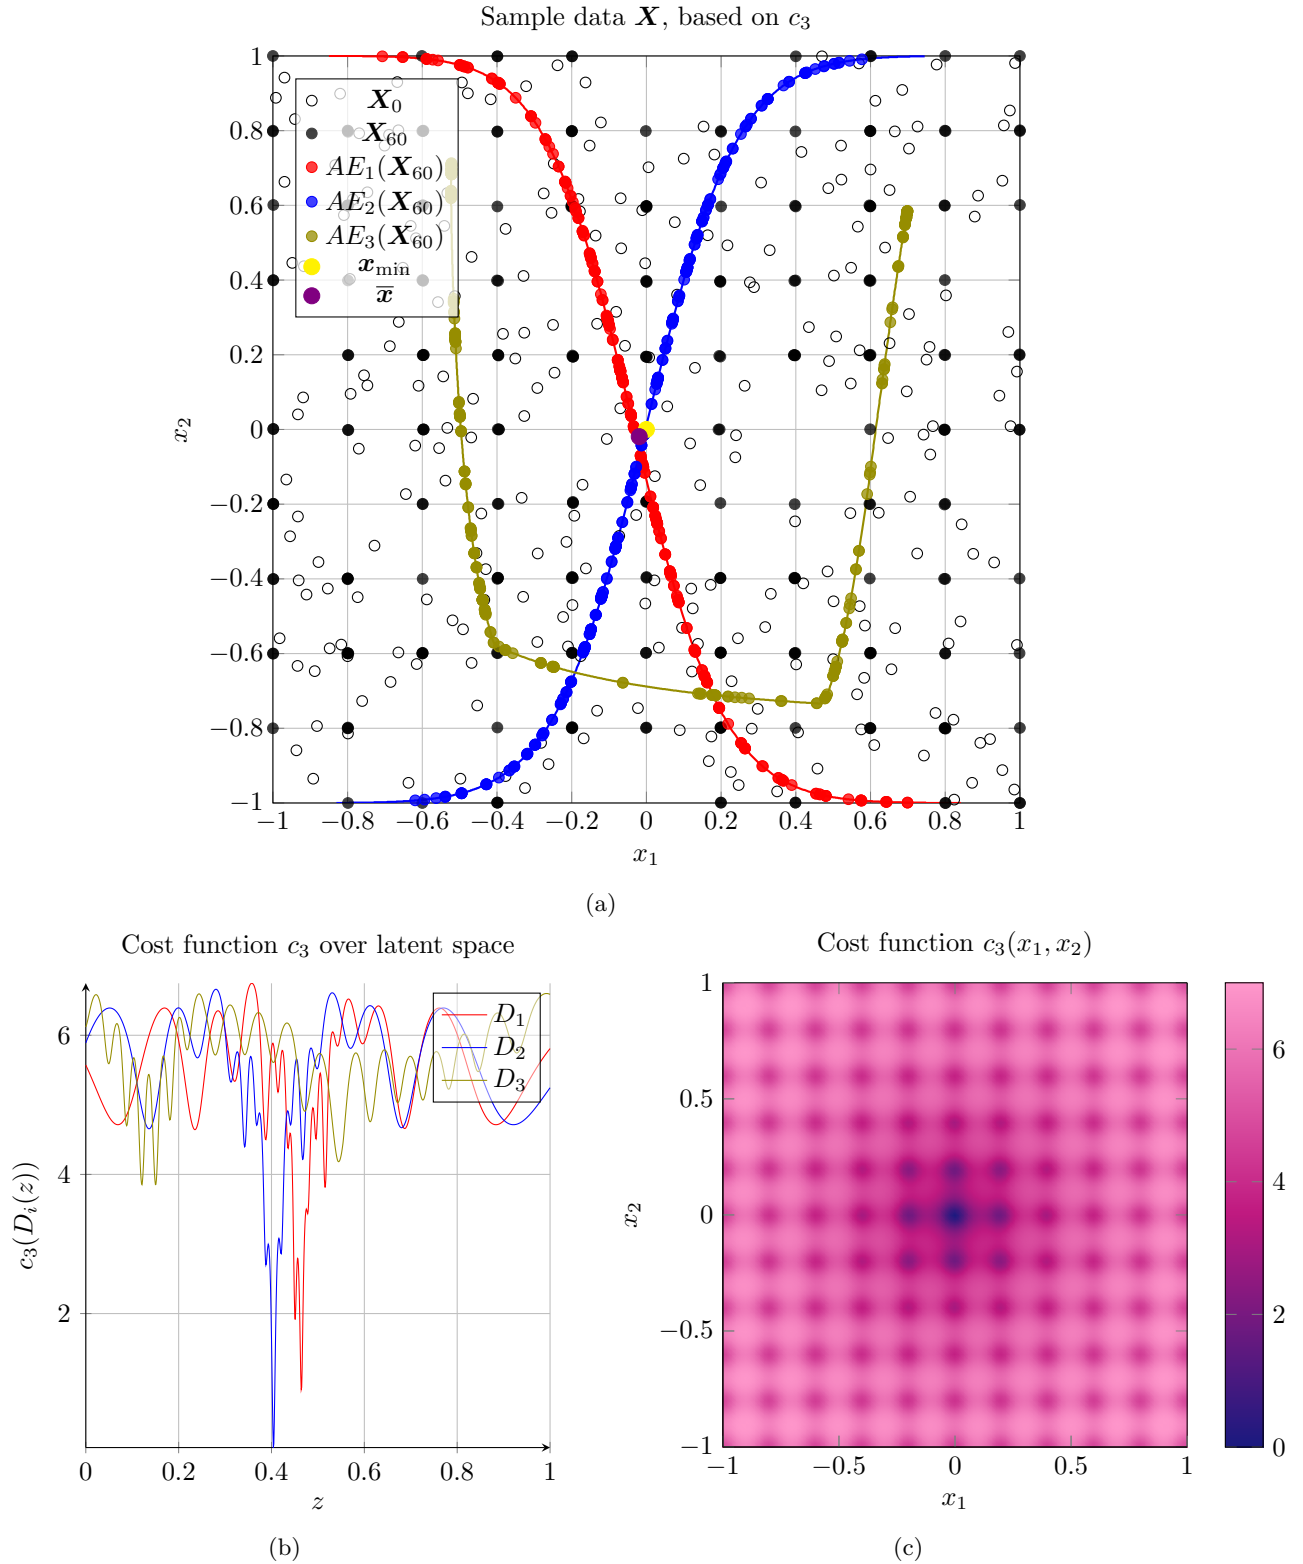 Sample data X, based on c₃
1
0.8
0.6
0.4
0.2
0
−0.2
−0.4
−0.6
−0.8
−1
x₂
X₀
X₆₀
AE₁(X₆₀)
AE₂(X₆₀)
AE₃(X₆₀)
x_min
x̅
−1 −0.8 −0.6 −0.4 −0.2 0 0.2 0.4 0.6 0.8 1
x₁
(a)
Cost function c₃ over latent space
6
4
2
c₃(Dᵢ(z))
D₁
D₂
D₃
0 0.2 0.4 0.6 0.8 1
z
(b)
Cost function c₃(x₁, x₂)
1
0.5
0
−0.5
−1
x₂
−1 −0.5 0 0.5 1
x₁
6
4
2
0
(c)